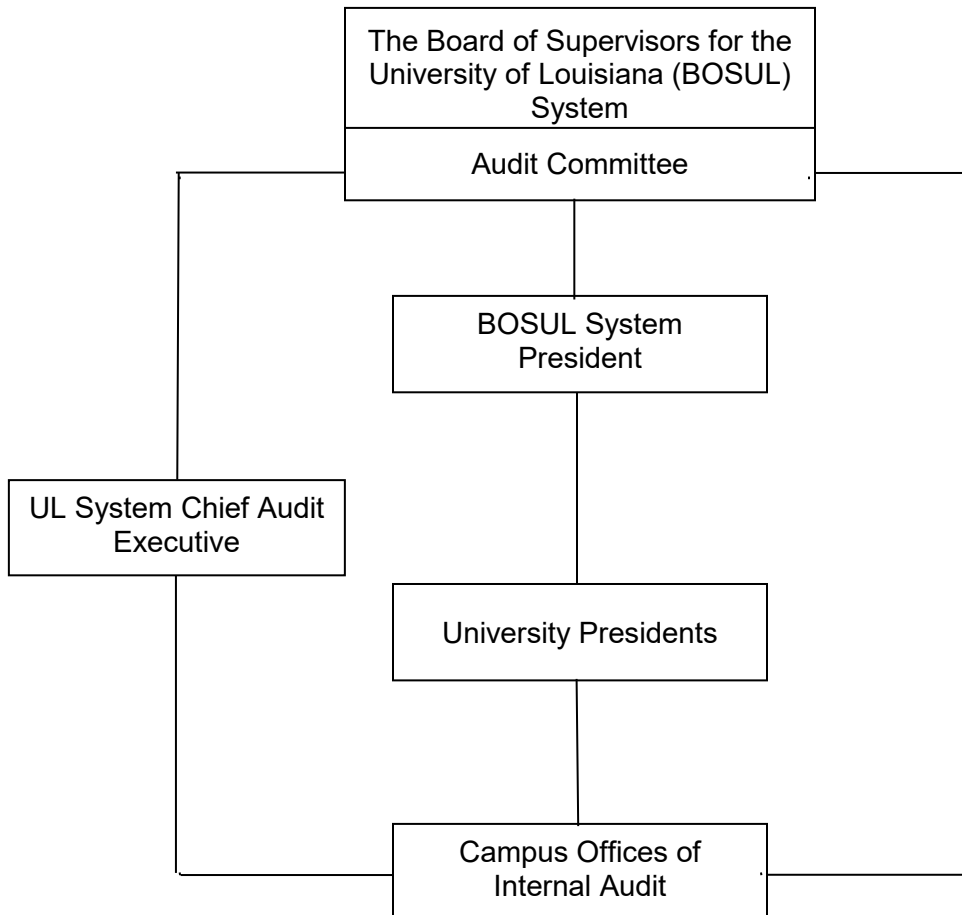 The Board of Supervisors for the
University of Louisiana (BOSUL)
System
Audit Committee
BOSUL System
President
UL System Chief Audit
Executive
University Presidents
Campus Offices of
Internal Audit